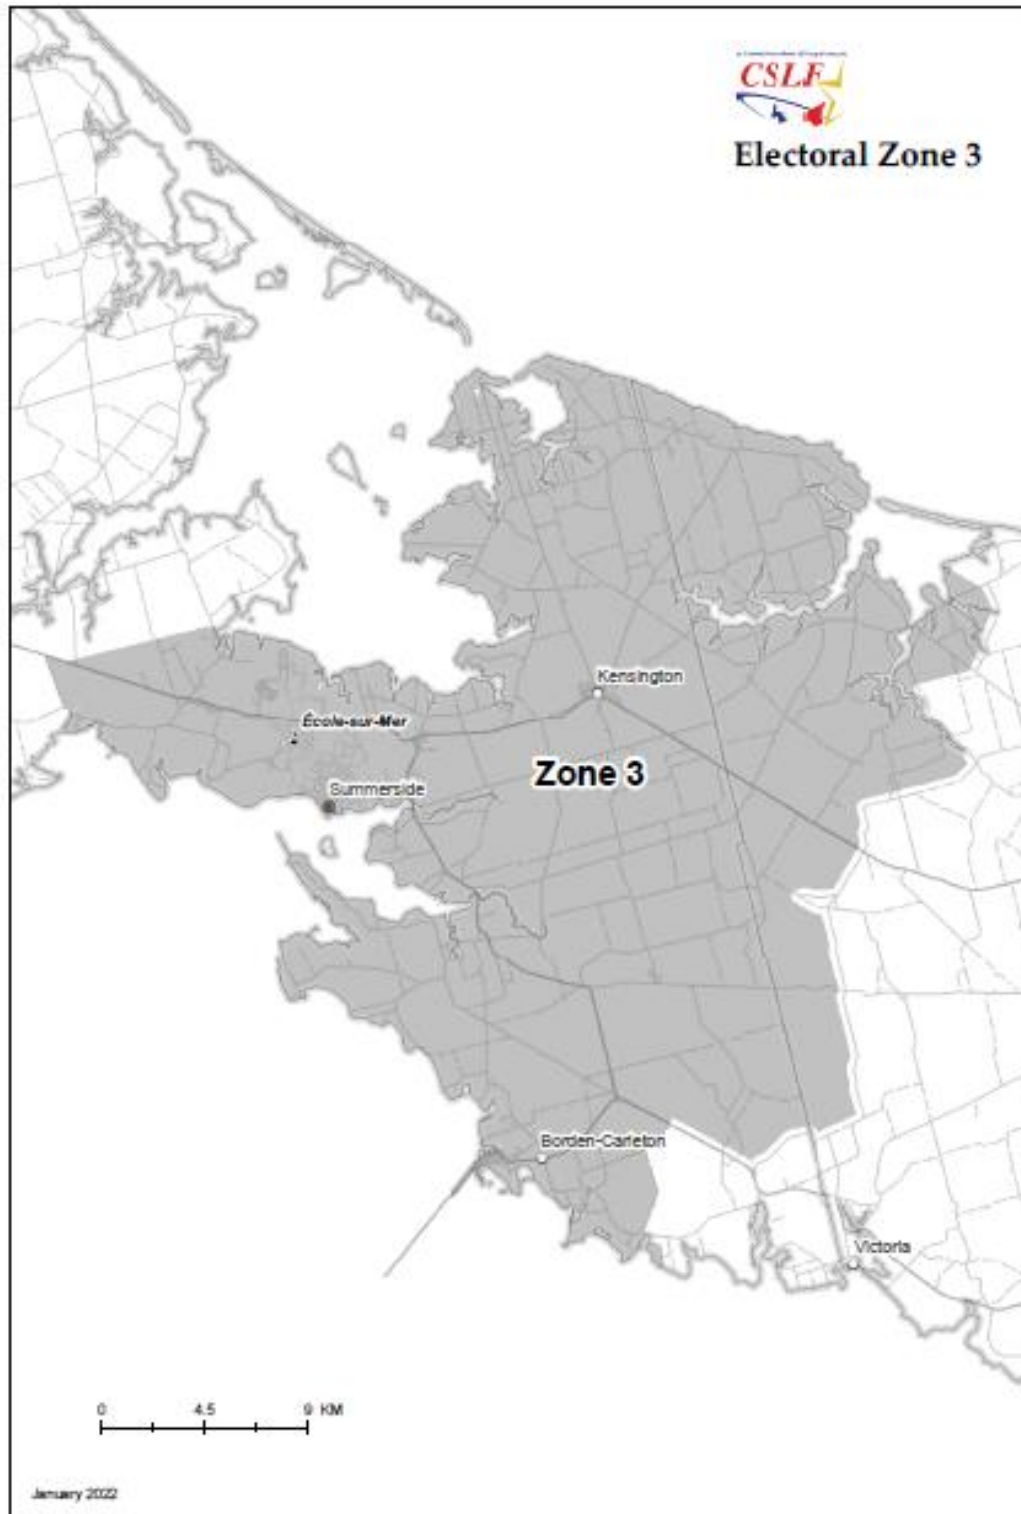 CSLF
Electoral Zone 3
Kensington
École-sur-Mer
Zone 3
Summerside
Borden-Carleton
Victoria
0 4.5 9 KM
January 2022